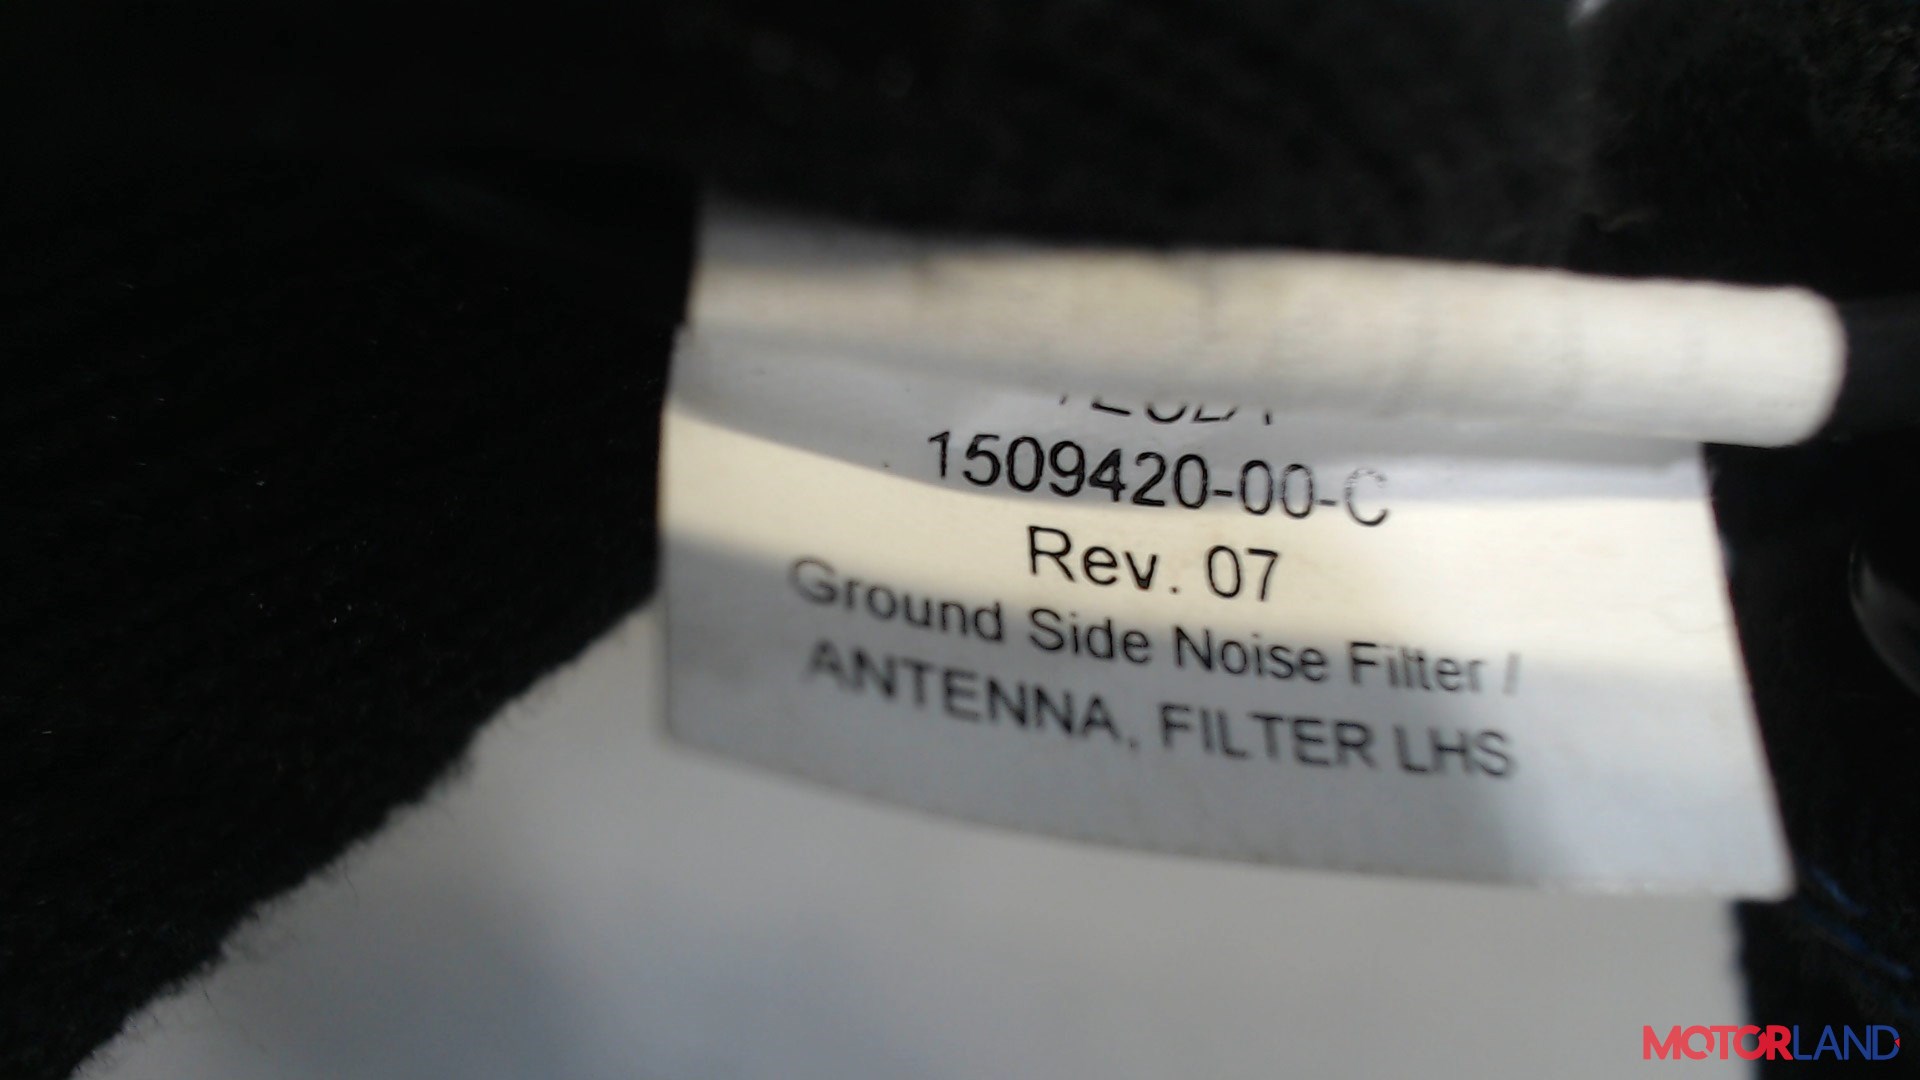 1509420-00-C
Rev. 07
Ground Side Noise Filter /
ANTENNA, FILTER LHS
MOTORLAND